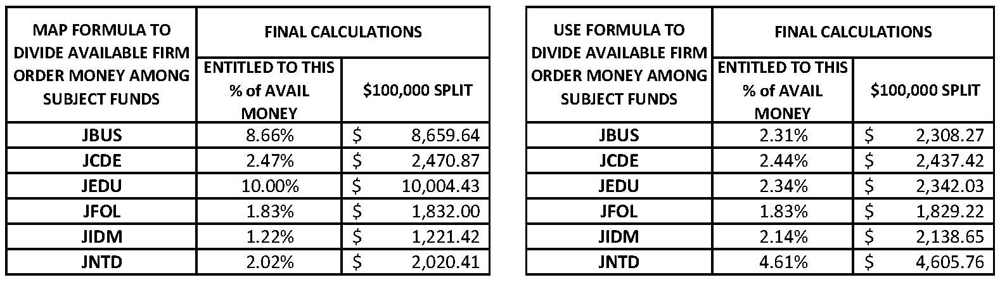 MAP FORMULA TO
DIVIDE AVAILABLE FIRM
ORDER MONEY AMONG
SUBJECT FUNDS
FINAL CALCULATIONS
ENTITLED TO THIS
% of AVAIL
MONEY
$100,000 SPLIT
JBUS 8.66% $ 8,659.64
JCDE 2.47% $ 2,470.87
JEDU 10.00% $ 10,004.43
JFOL 1.83% $ 1,832.00
JIDM 1.22% $ 1,221.42
JNTD 2.02% $ 2,020.41
USE FORMULA TO
DIVIDE AVAILABLE FIRM
ORDER MONEY AMONG
SUBJECT FUNDS
FINAL CALCULATIONS
ENTITLED TO THIS
% of AVAIL
MONEY
$100,000 SPLIT
JBUS 2.31% $ 2,308.27
JCDE 2.44% $ 2,437.42
JEDU 2.34% $ 2,342.03
JFOL 1.83% $ 1,829.22
JIDM 2.14% $ 2,138.65
JNTD 4.61% $ 4,605.76